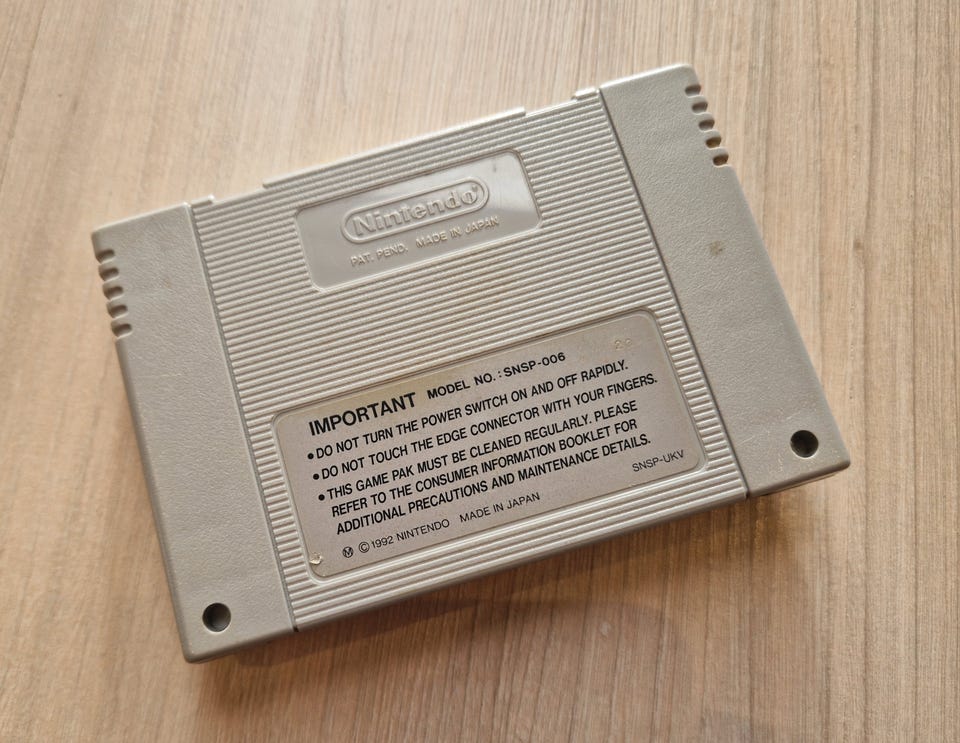 Nintendo®
PAT. PEND. MADE IN JAPAN
IMPORTANT MODEL NO. : SNSP-006
• DO NOT TURN THE POWER SWITCH ON AND OFF RAPIDLY.
• DO NOT TOUCH THE EDGE CONNECTOR WITH YOUR FINGERS.
• THIS GAME PAK MUST BE CLEANED REGULARLY. PLEASE
REFER TO THE CONSUMER INFORMATION BOOKLET FOR
ADDITIONAL PRECAUTIONS AND MAINTENANCE DETAILS.
SNSP-UKV
Ⓜ ©1992 NINTENDO MADE IN JAPAN